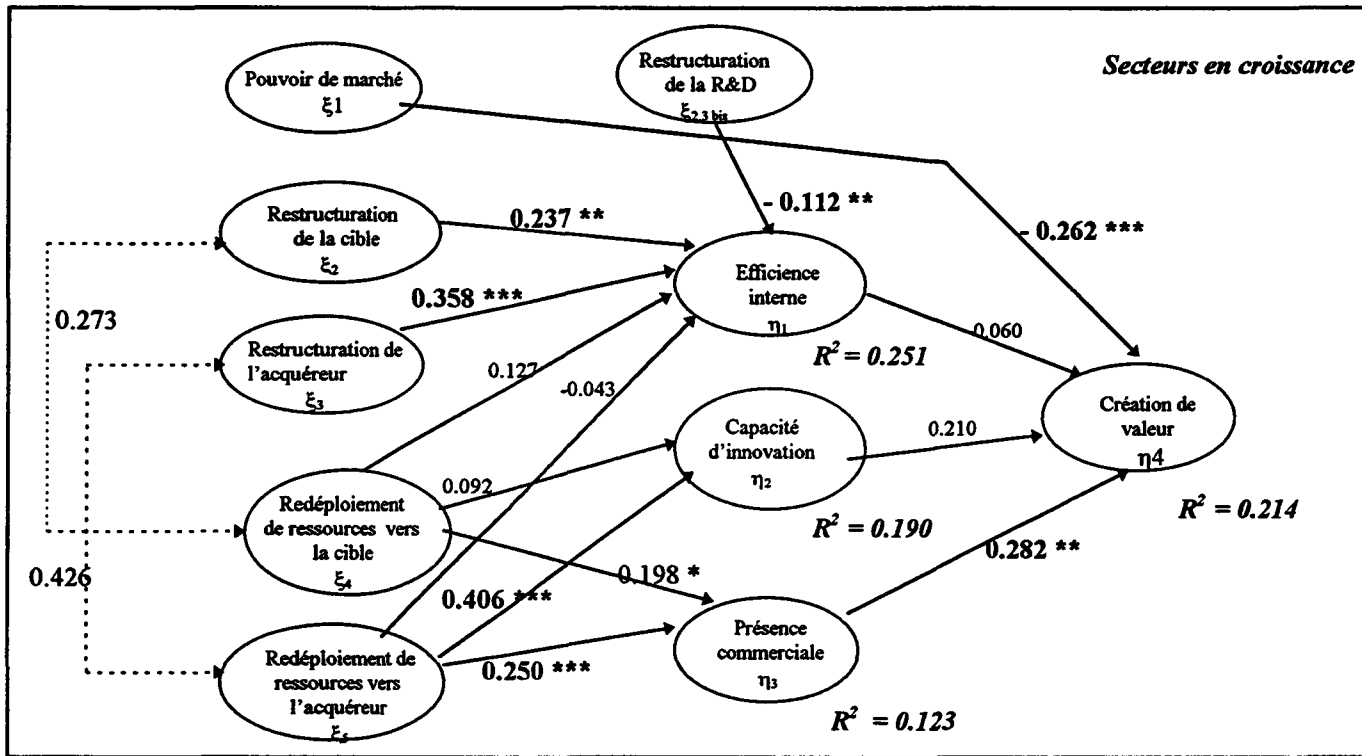 Secteurs en croissance
Pouvoir de marché
ξ1
Restructuration
de la R&D
ξ2.3 bis
Restructuration
de la cible
ξ2
0.237 **
- 0.112 **
- 0.262 ***
Efficience
interne
η1
0.358 ***
0.273
Restructuration de
l'acquéreur
ξ3
0.127
-0.043
R² = 0.251
0.060
Création de
valeur
η4
R² = 0.214
Capacité
d'innovation
η2
0.210
R² = 0.190
0.092
Redéploiement
de ressources vers
la cible
ξ4
0.426
0.198 *
0.406 ***
0.282 **
Redéploiement de
ressources vers
l'acquéreur
ξ5
0.250 ***
Présence
commerciale
η3
R² = 0.123